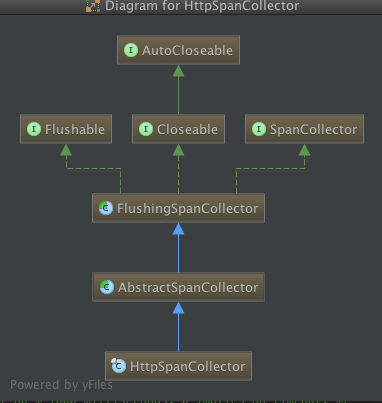 Diagram for HttpSpanCollector
I AutoCloseable
I Flushable
I Closeable
I SpanCollector
C FlushingSpanCollector
C AbstractSpanCollector
C HttpSpanCollector
Powered by yFiles